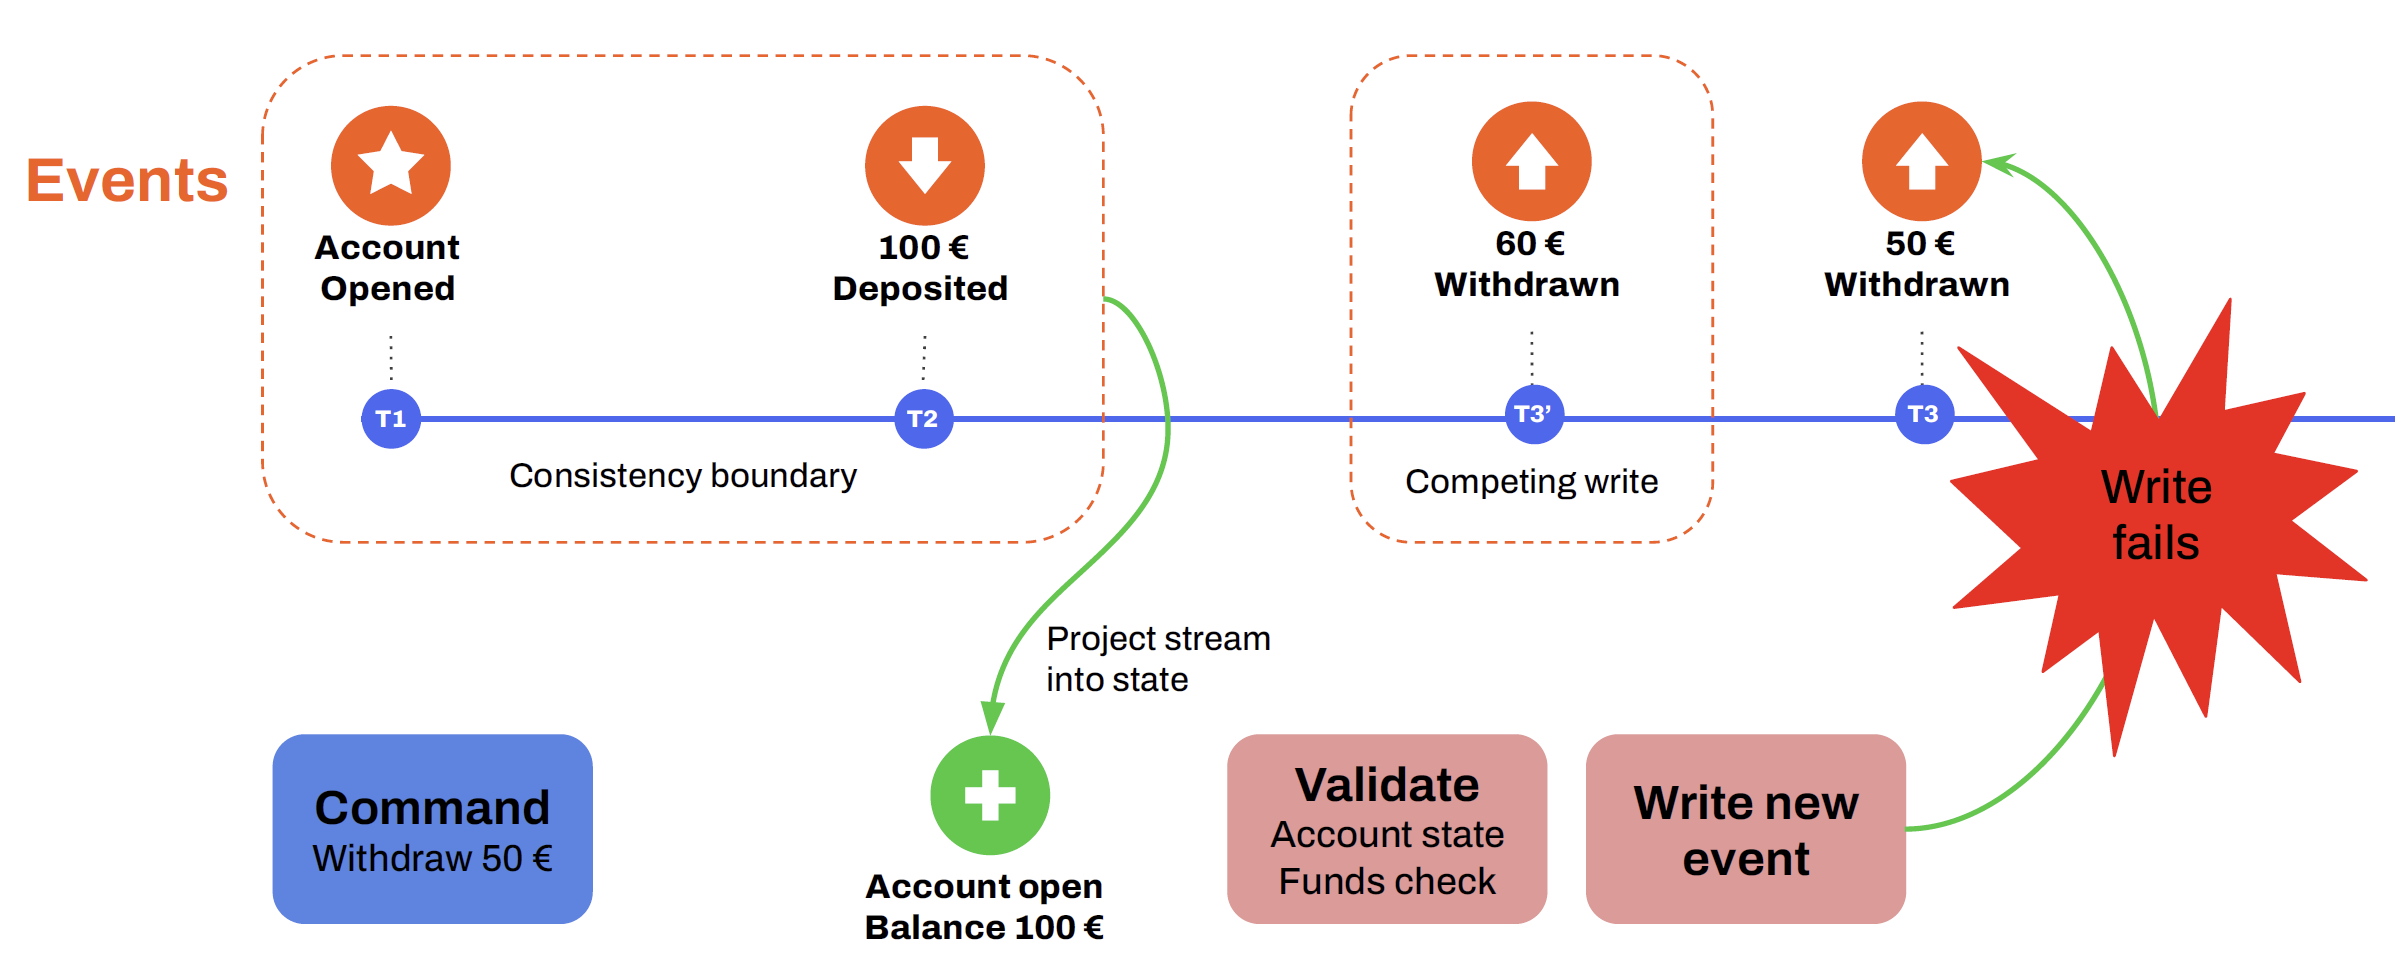 Events
Account
Opened
100 €
Deposited
60 €
Withdrawn
50 €
Withdrawn
T1
T2
T3’
T3
Consistency boundary
Competing write
Write
fails
Project stream
into state
Command
Withdraw 50 €
Account open
Balance 100 €
Validate
Account state
Funds check
Write new
event